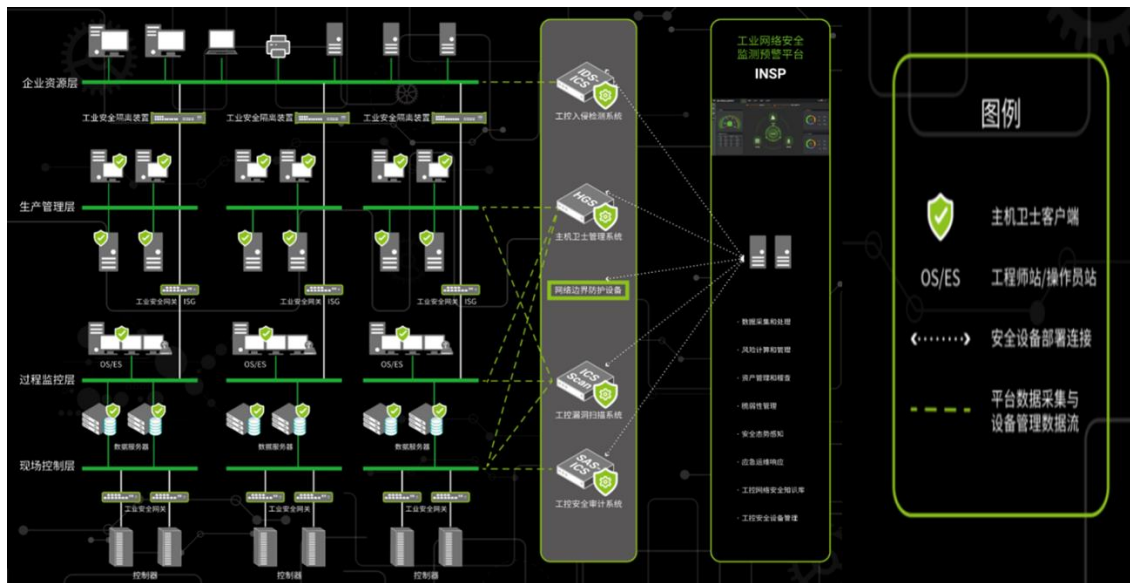 企业资源层
工业安全隔离装置
工业安全隔离装置
工业安全隔离装置
生产管理层
工业安全网关 ISG
工业安全网关 ISG
工业安全网关 ISG
OS/ES
OS/ES
OS/ES
过程监控层
数据服务器
数据服务器
数据服务器
现场控制层
工业安全网关
工业安全网关
工业安全网关
控制器
控制器
控制器
IDS-ICS
工控入侵检测系统
HGS
主机卫士管理系统
网络边界防护设备
ICS Scan
工控漏洞扫描系统
SAS-ICS
工控安全审计系统
工业网络安全
监测预警平台
INSP
· 数据采集和处理
· 风险计算和管理
· 资产管理和稽查
· 脆弱性管理
· 安全态势感知
· 应急运维响应
· 工控网络安全知识库
· 工控安全设备管理
图例
主机卫士客户端
OS/ES 工程师站/操作员站
安全设备部署连接
平台数据采集与
设备管理数据流